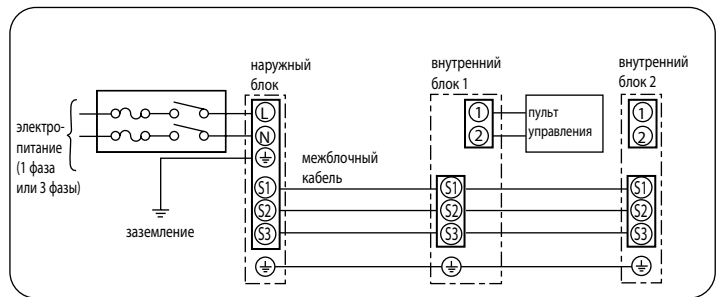 наружный
блок
внутренний
блок 1
внутренний
блок 2
электро-
питание
(1 фаза
или 3 фазы)
L
N
заземление
межблочный
кабель
S1
S2
S3
1
2
пульт
управления
S1
S2
S3
1
2
S1
S2
S3